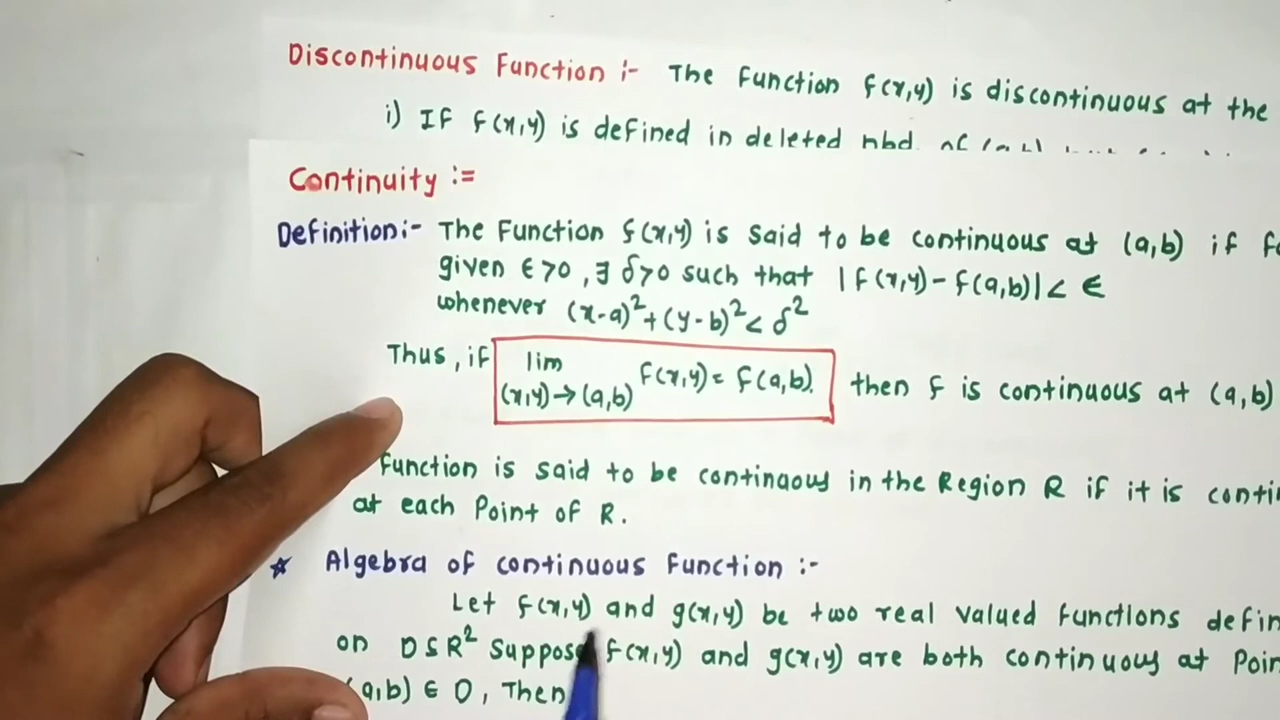 Discontinuous Function :- The Function f(x,y) is discontinuous at the
i) If f(x,y) is defined in deleted nbd. of
Continuity :=
Definition:- The Function f(x,y) is said to be continuous at (a,b) if
given ϵ>0, ∃ δ>0 such that |f(x,y)-f(a,b)|< ∈
whenever (x-a)²+(y-b)²< δ²
Thus, if lim f(x,y) = f(a,b). then f is continuous at (a,b)
(x,y)→(a,b)
Function is said to be continuous in the Region R if it is
at each Point of R.
☆ Algebra of continuous Function :-
Let f(x,y) and g(x,y) be two real valued functions
on D⊆R² Suppose f(x,y) and g(x,y) are both continuous at
(a,b) ∈ D, Then